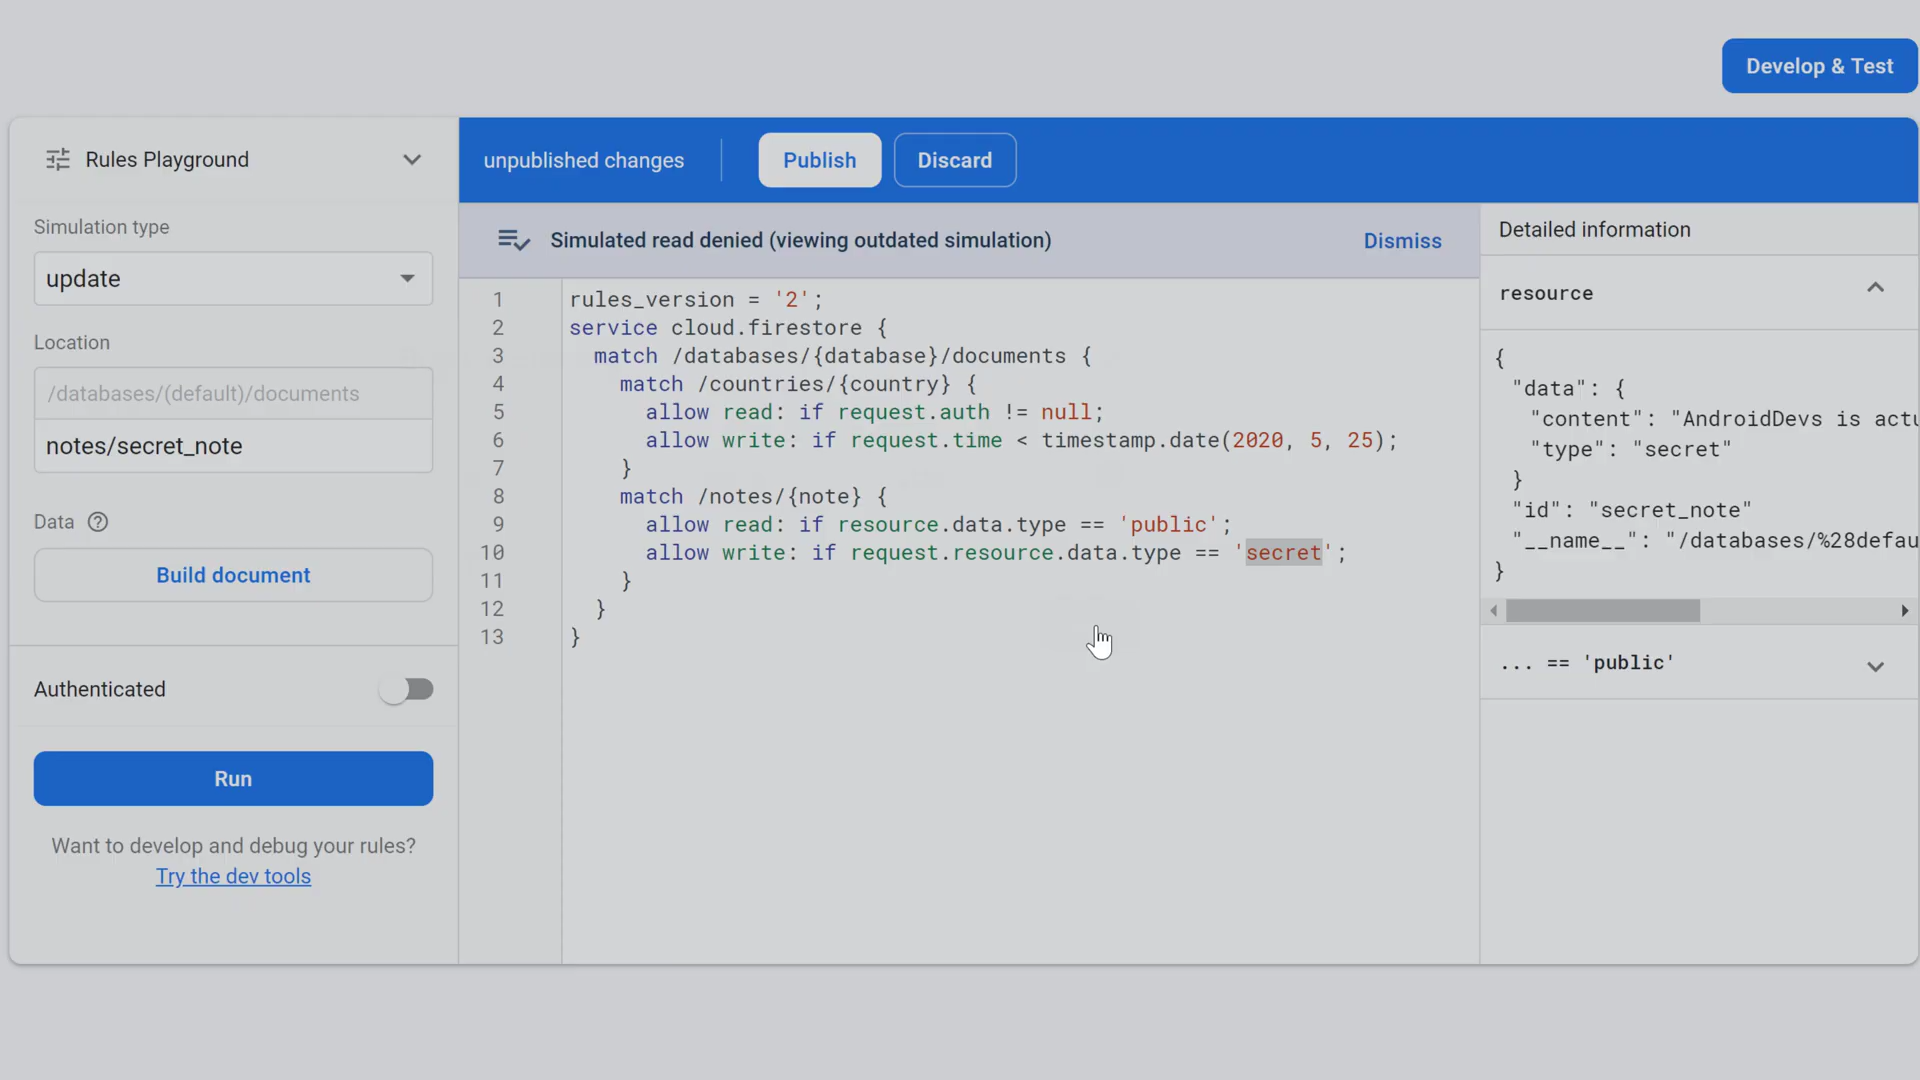 Develop & Test
Rules Playground
unpublished changes
Publish
Discard
Simulation type
update
Location
/databases/(default)/documents
notes/secret_note
Data
Build document
Authenticated
Run
Want to develop and debug your rules?
Try the dev tools
Simulated read denied (viewing outdated simulation)
Dismiss
1 rules_version = '2';
2 service cloud.firestore {
3 match /databases/{database}/documents {
4 match /countries/{country} {
5 allow read: if request.auth != null;
6 allow write: if request.time < timestamp.date(2020, 5, 25);
7 }
8 match /notes/{note} {
9 allow read: if resource.data.type == 'public';
10 allow write: if request.resource.data.type == 'secret';
11 }
12 }
13 }
Detailed information
resource
{
"data": {
"content": "AndroidDevs is actu
"type": "secret"
}
"id": "secret_note"
"__name__": "/databases/%28defau
}
... == 'public'